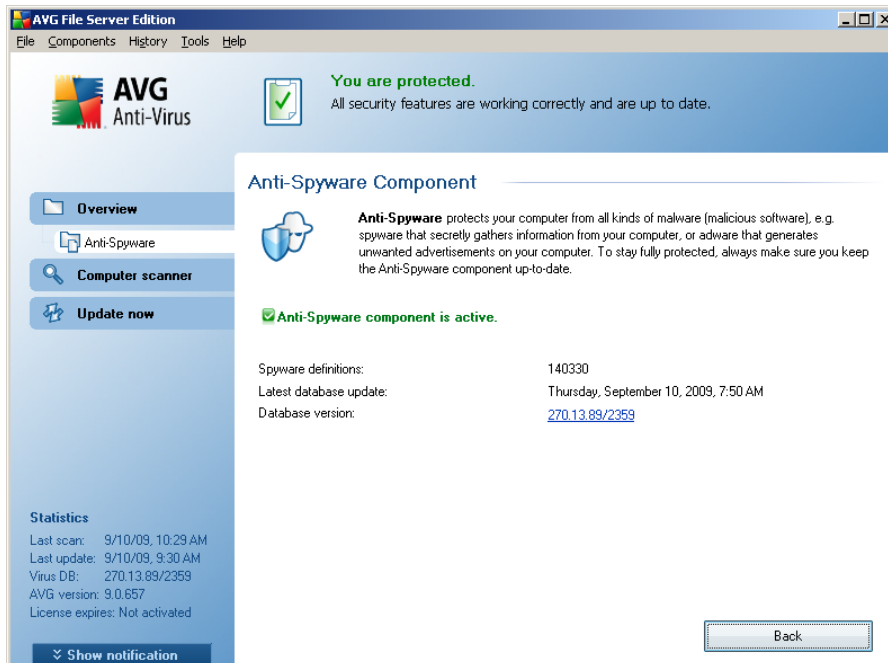 AVG File Server Edition
File Components History Tools Help
AVG
Anti-Virus
You are protected.
All security features are working correctly and are up to date.
Overview
Anti-Spyware
Computer scanner
Update now
Anti-Spyware Component
Anti-Spyware protects your computer from all kinds of malware (malicious software), e.g.
spyware that secretly gathers information from your computer, or adware that generates
unwanted advertisements on your computer. To stay fully protected, always make sure you keep
the Anti-Spyware component up-to-date.
Anti-Spyware component is active.
Spyware definitions: 140330
Latest database update: Thursday, September 10, 2009, 7:50 AM
Database version: 270.13.89/2359
Statistics
Last scan: 9/10/09, 10:29 AM
Last update: 9/10/09, 9:30 AM
Virus DB: 270.13.89/2359
AVG version: 9.0.657
License expires: Not activated
Show notification
Back